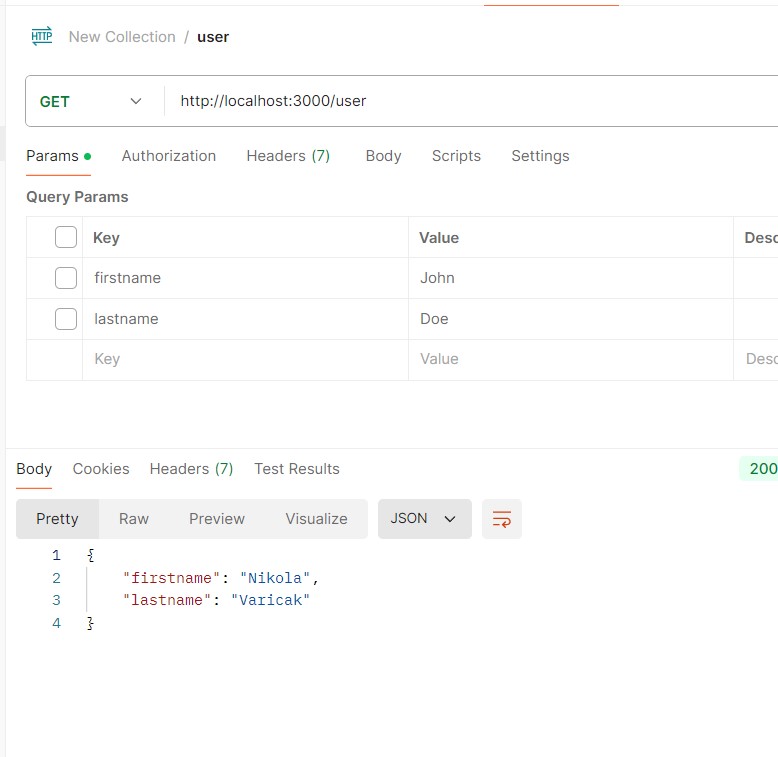 HTTP New Collection / user
GET http://localhost:3000/user
Params Authorization Headers (7) Body Scripts Settings
Query Params
Key Value Desc
firstname John
lastname Doe
Key Value Desc
Body Cookies Headers (7) Test Results 200
Pretty Raw Preview Visualize JSON
1 {
2 "firstname": "Nikola",
3 "lastname": "Varicak"
4 }